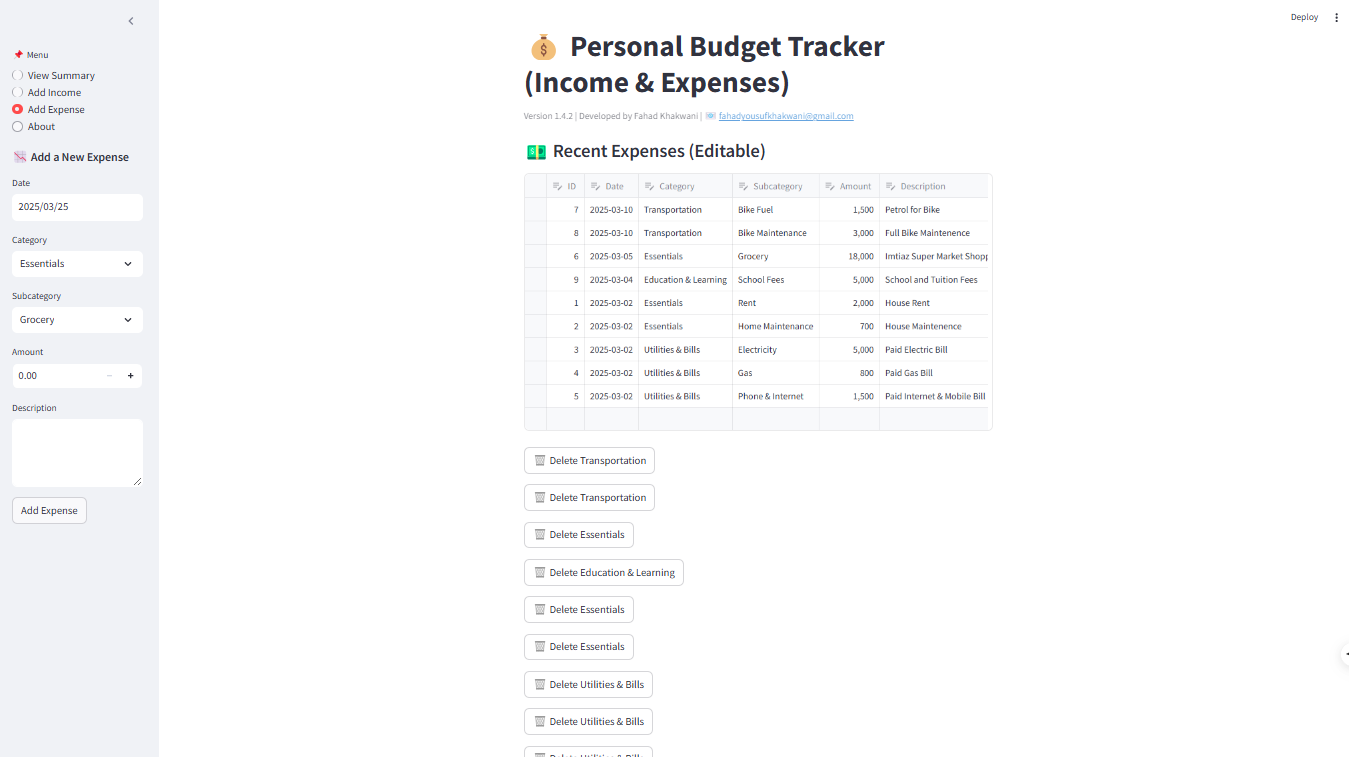 Deploy
📌 Menu
View Summary
Add Income
Add Expense
About
Add a New Expense
Date
2025/03/25
Category
Essentials
Subcategory
Grocery
Amount
0.00
Description
Add Expense
Personal Budget Tracker
(Income & Expenses)
Version 1.4.2 | Developed by Fahad Khakwani | 📧 fahadyousufkhakwani@gmail.com
Recent Expenses (Editable)
ID Date Category Subcategory Amount Description
7 2025-03-10 Transportation Bike Fuel 1,500 Petrol for Bike
8 2025-03-10 Transportation Bike Maintenance 3,000 Full Bike Maintenence
6 2025-03-05 Essentials Grocery 18,000 Imtiaz Super Market Shopp
9 2025-03-04 Education & Learning School Fees 5,000 School and Tuition Fees
1 2025-03-02 Essentials Rent 2,000 House Rent
2 2025-03-02 Essentials Home Maintenance 700 House Maintenence
3 2025-03-02 Utilities & Bills Electricity 5,000 Paid Electric Bill
4 2025-03-02 Utilities & Bills Gas 800 Paid Gas Bill
5 2025-03-02 Utilities & Bills Phone & Internet 1,500 Paid Internet & Mobile Bill
Delete Transportation
Delete Transportation
Delete Essentials
Delete Education & Learning
Delete Essentials
Delete Essentials
Delete Utilities & Bills
Delete Utilities & Bills
Delete Utilities & Bills